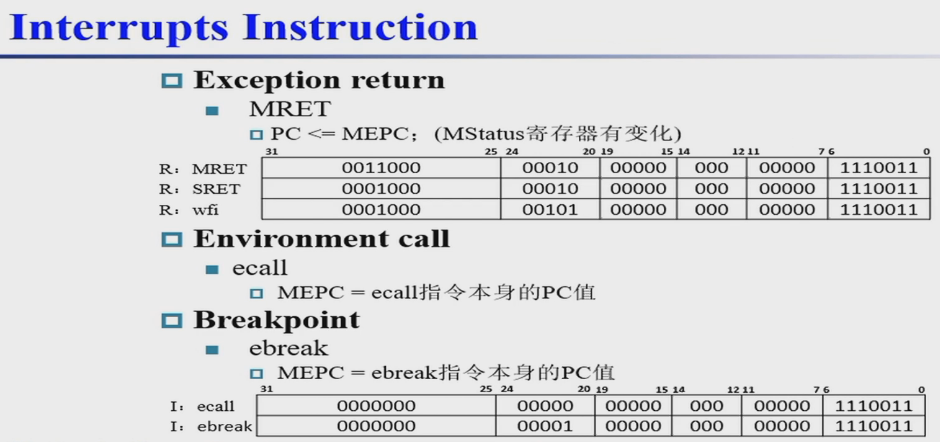 Interrupts Instruction
Exception return
MRET
PC <= MEPC；(MStatus寄存器有变化)
31 25 24 20 19 15 14 12 11 7 6 0
R： MRET 0011000 00010 00000 000 00000 1110011
R： SRET 0001000 00010 00000 000 00000 1110011
R： wfi 0001000 00101 00000 000 00000 1110011
Environment call
ecall
MEPC = ecall指令本身的PC值
Breakpoint
ebreak
MEPC = ebreak指令本身的PC值
31 25 24 20 19 15 14 12 11 7 6 0
I： ecall 0000000 00000 00000 000 00000 1110011
I： ebreak 0000000 00001 00000 000 00000 1110011